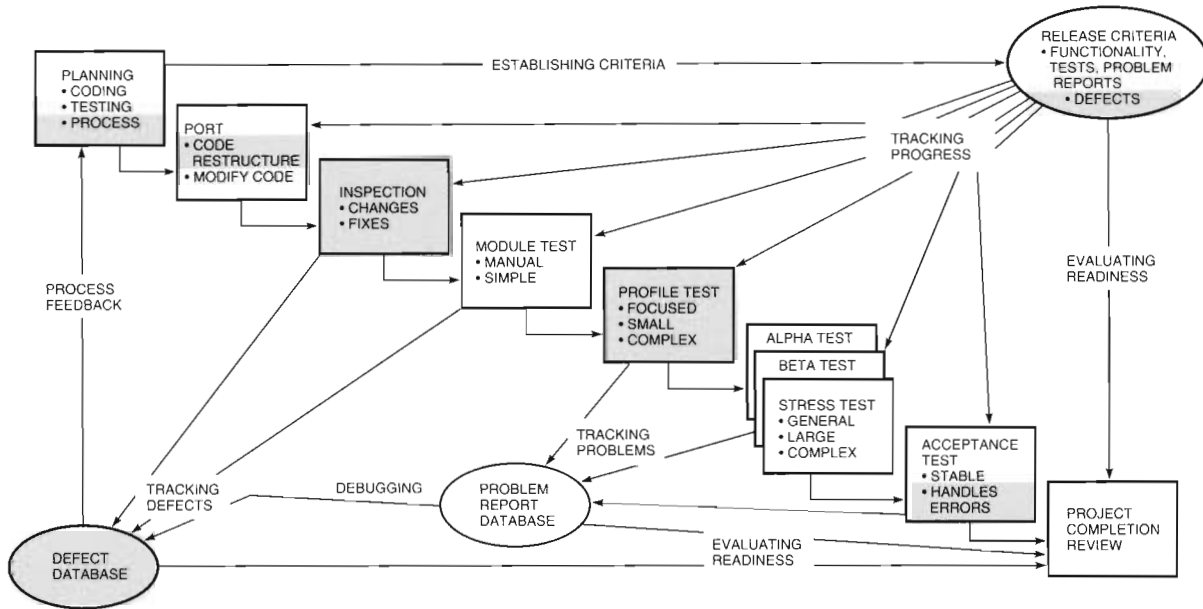 RELEASE CRITERIA
• FUNCTIONALITY,
TESTS, PROBLEM
REPORTS
• DEFECTS
ESTABLISHING CRITERIA
PLANNING
• CODING
• TESTING
• PROCESS
PORT
• CODE
RESTRUCTURE
• MODIFY CODE
TRACKING
PROGRESS
INSPECTION
• CHANGES
• FIXES
MODULE TEST
• MANUAL
• SIMPLE
EVALUATING
READINESS
PROCESS
FEEDBACK
PROFILE TEST
• FOCUSED
• SMALL
• COMPLEX
ALPHA TEST
BETA TEST
STRESS TEST
• GENERAL
• LARGE
• COMPLEX
TRACKING
PROBLEMS
ACCEPTANCE
TEST
• STABLE
• HANDLES
ERRORS
TRACKING
DEFECTS
DEBUGGING
PROBLEM
REPORT
DATABASE
PROJECT
COMPLETION
REVIEW
EVALUATING
READINESS
DEFECT
DATABASE